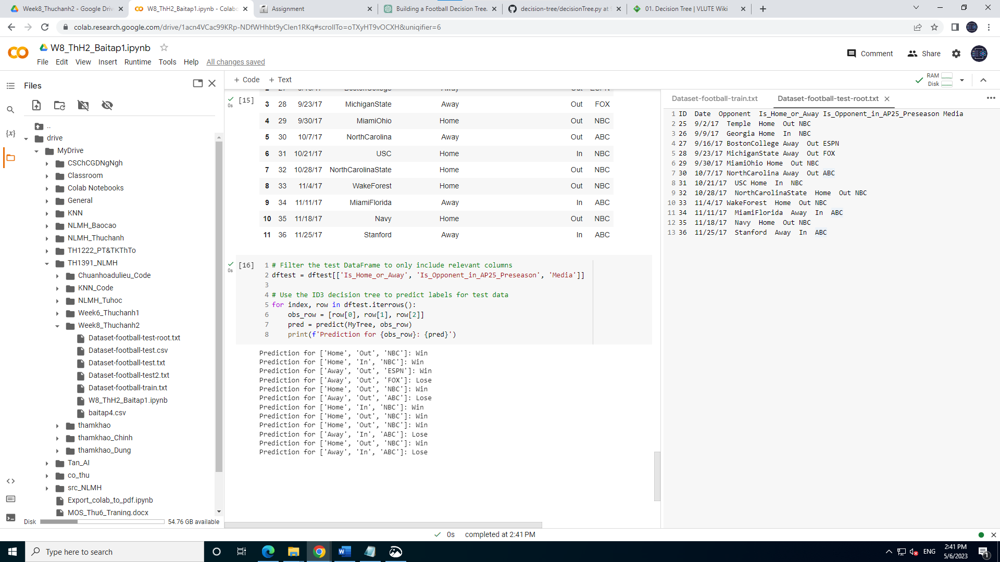 Week8_Thuchanh2 - Google Driv
W8_ThH2_Baitap1.ipynb - Colabo
Assignment
Building a Football Decision Tree.
decision-tree/decisionTree.py at
01. Decision Tree | VLUTE Wiki
colab.research.google.com/drive/1acn4VCac99KRp-NDfWHhbt9yClen1RKq#scrollTo=oTXyHT9vOCXH&uniqifier=6
W8_ThH2_Baitap1.ipynb
File Edit View Insert Runtime Tools Help All changes saved
Comment Share
Files
+ Code + Text
RAM
Disk
..
drive
MyDrive
CSChCGDNgNgh
Classroom
Colab Notebooks
General
KNN
NLMH_Baocao
NLMH_Thuchanh
TH1222_PT&TKThTo
TH1391_NLMH
Chuanhoadulieu_Code
KNN_Code
NLMH_Tuhoc
Week6_Thuchanh1
Week8_Thuchanh2
Dataset-football-test-root.txt
Dataset-football-test.csv
Dataset-football-test.txt
Dataset-football-test2.txt
Dataset-football-train.txt
W8_ThH2_Baitap1.ipynb
baitap4.csv
thamkhao
thamkhao_Chinh
thamkhao_Dung
Tan_AI
co_thu
src_NLMH
Export_colab_to_pdf.ipynb
MOS_Thu6_Traning.docx
Disk 54.76 GB available
[15]
0s
2 27 9/16/17 BostonCollege Away Out ESPN
3 28 9/23/17 MichiganState Away Out FOX
4 29 9/30/17 MiamiOhio Home Out NBC
5 30 10/7/17 NorthCarolina Away Out ABC
6 31 10/21/17 USC Home In NBC
7 32 10/28/17 NorthCarolinaState Home Out NBC
8 33 11/4/17 WakeForest Home Out NBC
9 34 11/11/17 MiamiFlorida Away In ABC
10 35 11/18/17 Navy Home Out NBC
11 36 11/25/17 Stanford Away In ABC
[16]
0s
1 # Filter the test DataFrame to only include relevant columns
2 dftest = dftest[['Is_Home_or_Away', 'Is_Opponent_in_AP25_Preseason', 'Media']]
3
4 # Use the ID3 decision tree to predict labels for test data
5 for index, row in dftest.iterrows():
6 obs_row = [row[0], row[1], row[2]]
7 pred = predict(MyTree, obs_row)
8 print(f'Prediction for {obs_row}: {pred}')
Prediction for ['Home', 'Out', 'NBC']: Win
Prediction for ['Home', 'In', 'NBC']: Win
Prediction for ['Away', 'Out', 'ESPN']: Win
Prediction for ['Away', 'Out', 'FOX']: Lose
Prediction for ['Home', 'Out', 'NBC']: Win
Prediction for ['Away', 'Out', 'ABC']: Lose
Prediction for ['Home', 'In', 'NBC']: Win
Prediction for ['Home', 'Out', 'NBC']: Win
Prediction for ['Home', 'Out', 'NBC']: Win
Prediction for ['Away', 'In', 'ABC']: Lose
Prediction for ['Home', 'Out', 'NBC']: Win
Prediction for ['Away', 'In', 'ABC']: Lose
Dataset-football-train.txt Dataset-football-test-root.txt
1 ID Date Opponent Is_Home_or_Away Is_Opponent_in_AP25_Preseason Media
2 25 9/2/17 Temple Home Out NBC
3 26 9/9/17 Georgia Home In NBC
4 27 9/16/17 BostonCollege Away Out ESPN
5 28 9/23/17 MichiganState Away Out FOX
6 29 9/30/17 MiamiOhio Home Out NBC
7 30 10/7/17 NorthCarolina Away Out ABC
8 31 10/21/17 USC Home In NBC
9 32 10/28/17 NorthCarolinaState Home Out NBC
10 33 11/4/17 WakeForest Home Out NBC
11 34 11/11/17 MiamiFlorida Away In ABC
12 35 11/18/17 Navy Home Out NBC
13 36 11/25/17 Stanford Away In ABC
0s completed at 2:41 PM
Type here to search
ENG
2:41 PM
5/6/2023
1